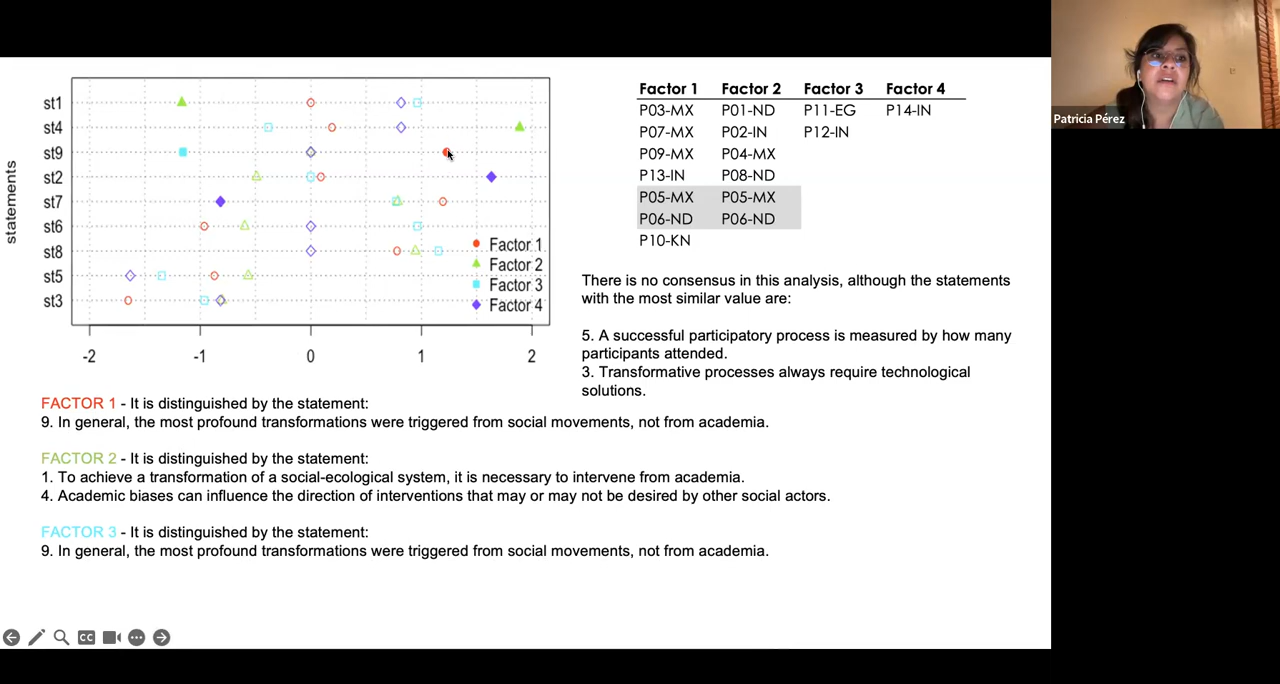 st1
st4
st9
st2
st7
st6
st8
st5
st3
statements
Factor 1
Factor 2
Factor 3
Factor 4
-2 -1 0 1 2
Factor 1 Factor 2 Factor 3 Factor 4
P03-MX P01-ND P11-EG P14-IN
P07-MX P02-IN P12-IN
P09-MX P04-MX
P13-IN P08-ND
P05-MX P05-MX
P06-ND P06-ND
P10-KN
There is no consensus in this analysis, although the statements
with the most similar value are:
5. A successful participatory process is measured by how many
participants attended.
3. Transformative processes always require technological
solutions.
FACTOR 1 - It is distinguished by the statement:
9. In general, the most profound transformations were triggered from social movements, not from academia.
FACTOR 2 - It is distinguished by the statement:
1. To achieve a transformation of a social-ecological system, it is necessary to intervene from academia.
4. Academic biases can influence the direction of interventions that may or may not be desired by other social actors.
FACTOR 3 - It is distinguished by the statement:
9. In general, the most profound transformations were triggered from social movements, not from academia.
CC
Patricia Pérez